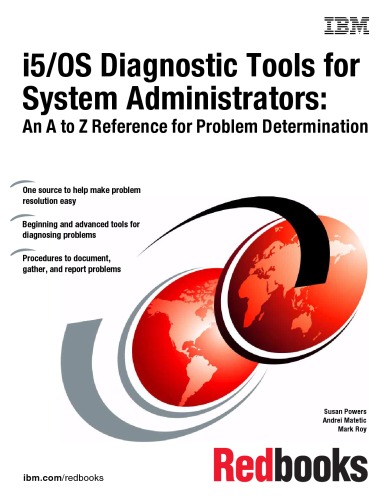 IBM
i5/OS Diagnostic Tools for
System Administrators:
An A to Z Reference for Problem Determination
One source to help make problem
resolution easy
Beginning and advanced tools for
diagnosing problems
Procedures to document,
gather, and report problems
Susan Powers
Andrei Matetic
Mark Roy
ibm.com/redbooks
Redbooks